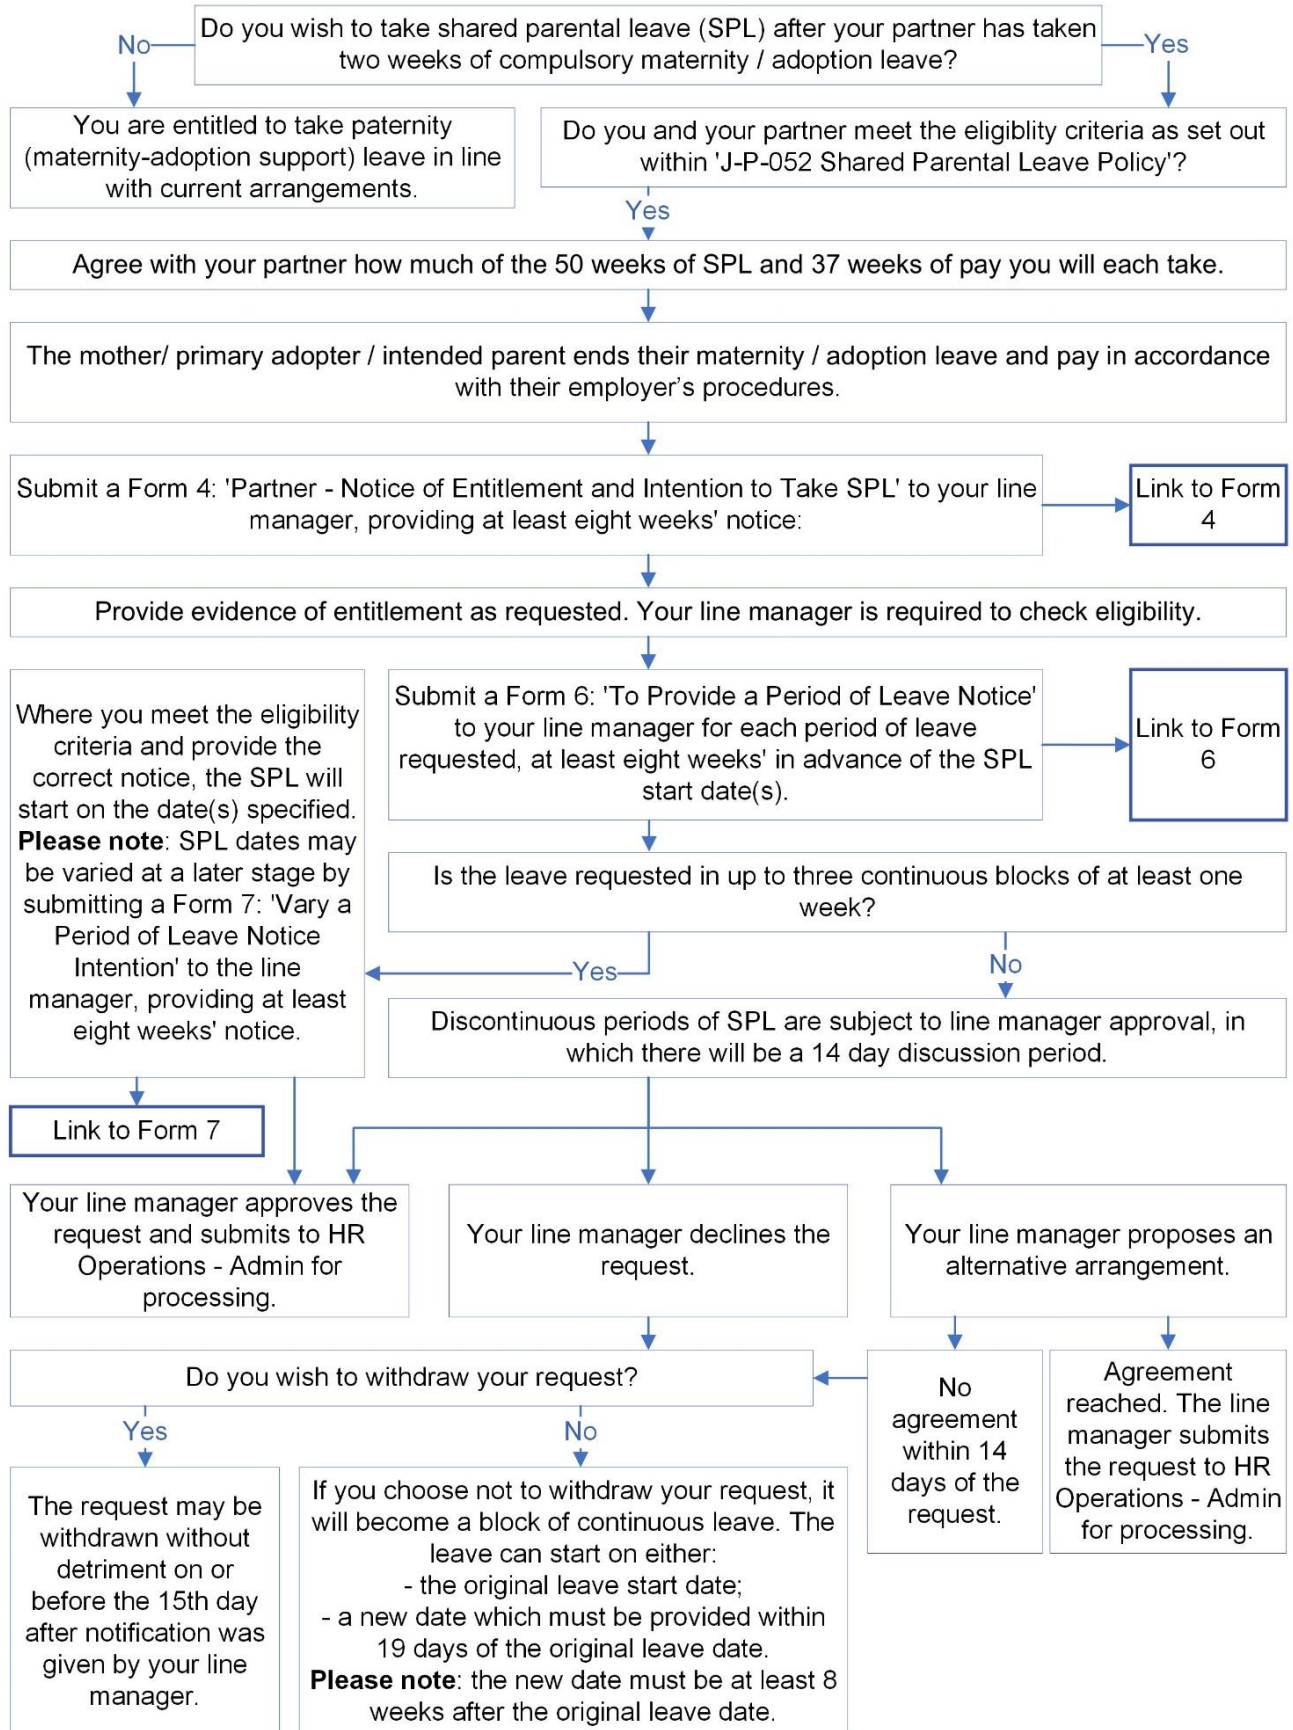 Do you wish to take shared parental leave (SPL) after your partner has taken
two weeks of compulsory maternity / adoption leave?
No
Yes
You are entitled to take paternity
(maternity-adoption support) leave in line
with current arrangements.
Do you and your partner meet the eligiblity criteria as set out
within 'J-P-052 Shared Parental Leave Policy'?
Yes
Agree with your partner how much of the 50 weeks of SPL and 37 weeks of pay you will each take.
The mother/ primary adopter / intended parent ends their maternity / adoption leave and pay in accordance
with their employer’s procedures.
Submit a Form 4: 'Partner - Notice of Entitlement and Intention to Take SPL' to your line
manager, providing at least eight weeks' notice:
Link to Form
4
Provide evidence of entitlement as requested. Your line manager is required to check eligibility.
Where you meet the eligibility
criteria and provide the
correct notice, the SPL will
start on the date(s) specified.
Please note: SPL dates may
be varied at a later stage by
submitting a Form 7: 'Vary a
Period of Leave Notice
Intention' to the line
manager, providing at least
eight weeks' notice.
Submit a Form 6: 'To Provide a Period of Leave Notice'
to your line manager for each period of leave
requested, at least eight weeks' in advance of the SPL
start date(s).
Link to Form
6
Is the leave requested in up to three continuous blocks of at least one
week?
Yes
No
Discontinuous periods of SPL are subject to line manager approval, in
which there will be a 14 day discussion period.
Link to Form 7
Your line manager approves the
request and submits to HR
Operations - Admin for
processing.
Your line manager declines the
request.
Your line manager proposes an
alternative arrangement.
Do you wish to withdraw your request?
No
agreement
within 14
days of the
request.
Agreement
reached. The line
manager submits
the request to HR
Operations - Admin
for processing.
Yes
No
The request may be
withdrawn without
detriment on or
before the 15th day
after notification was
given by your line
manager.
If you choose not to withdraw your request, it
will become a block of continuous leave. The
leave can start on either:
- the original leave start date;
- a new date which must be provided within
19 days of the original leave date.
Please note: the new date must be at least 8
weeks after the original leave date.